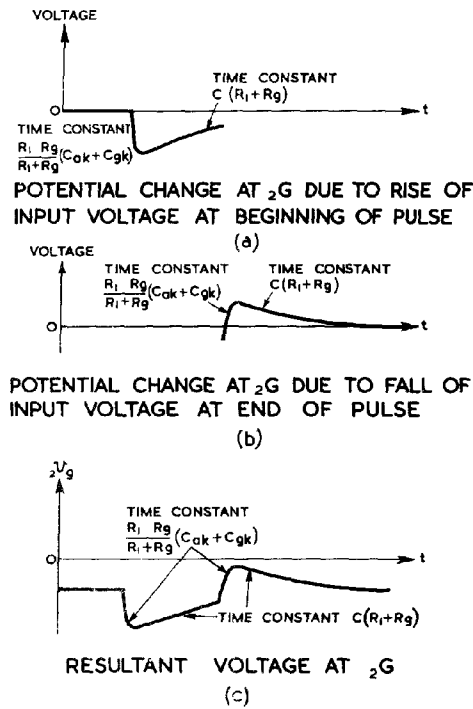 VOLTAGE
TIME CONSTANT
C (R₁+Rg)
O
t
TIME CONSTANT
R₁ Rg
R₁+Rg
(Cak+Cgk)
POTENTIAL CHANGE AT ₂G DUE TO RISE OF
INPUT VOLTAGE AT BEGINNING OF PULSE
(a)
VOLTAGE
TIME CONSTANT
R₁ Rg
R₁+Rg
(Cak+Cgk)
TIME CONSTANT
C(R₁+Rg)
O
t
POTENTIAL CHANGE AT ₂G DUE TO FALL OF
INPUT VOLTAGE AT END OF PULSE
(b)
₂Vg
TIME CONSTANT
R₁ Rg
R₁+Rg
(Cak+Cgk)
O
t
TIME CONSTANT C(R₁+Rg)
RESULTANT VOLTAGE AT ₂G
(c)